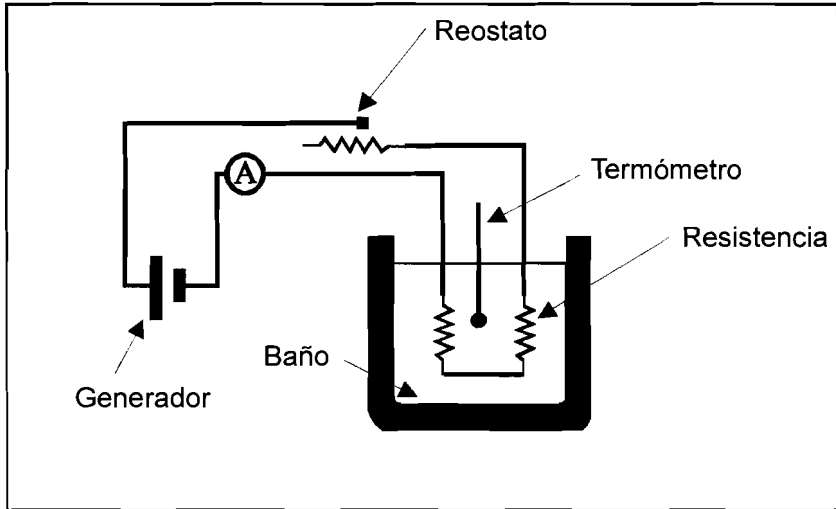 Reostato
A
Termómetro
Resistencia
Baño
Generador